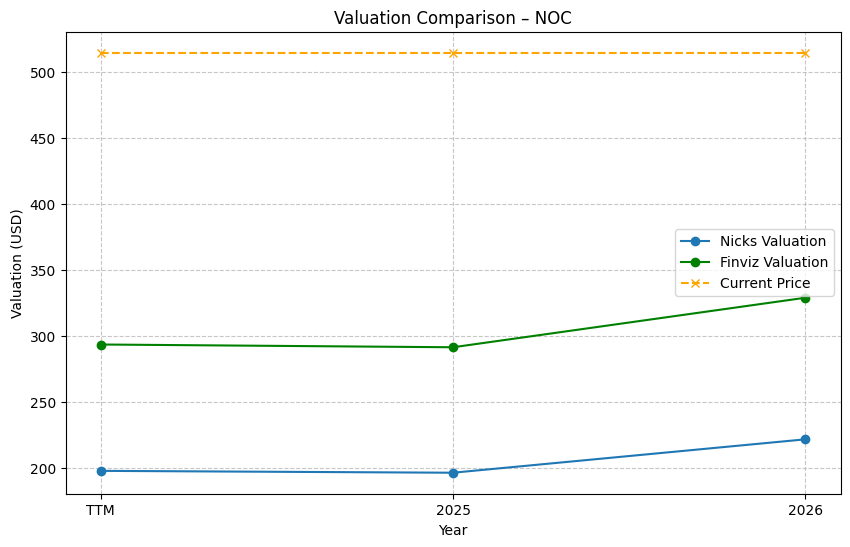 Valuation Comparison – NOC
Valuation (USD)
500
450
400
350
300
250
200
Nicks Valuation
Finviz Valuation
Current Price
TTM
2025
2026
Year